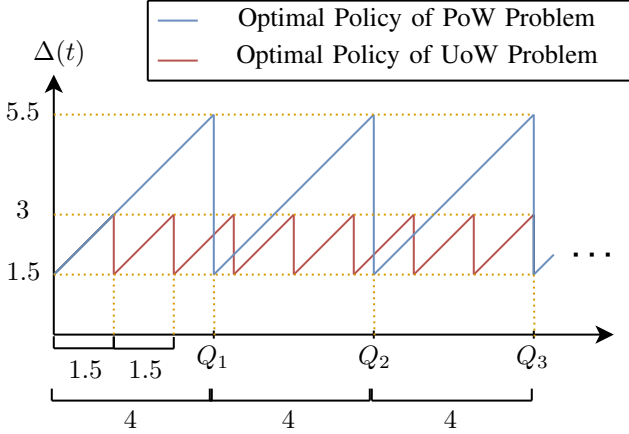 Optimal Policy of PoW Problem
Optimal Policy of UoW Problem
Δ(t)
5.5
3
1.5
. . .
1.5 1.5 Q₁ Q₂ Q₃
4 4 4